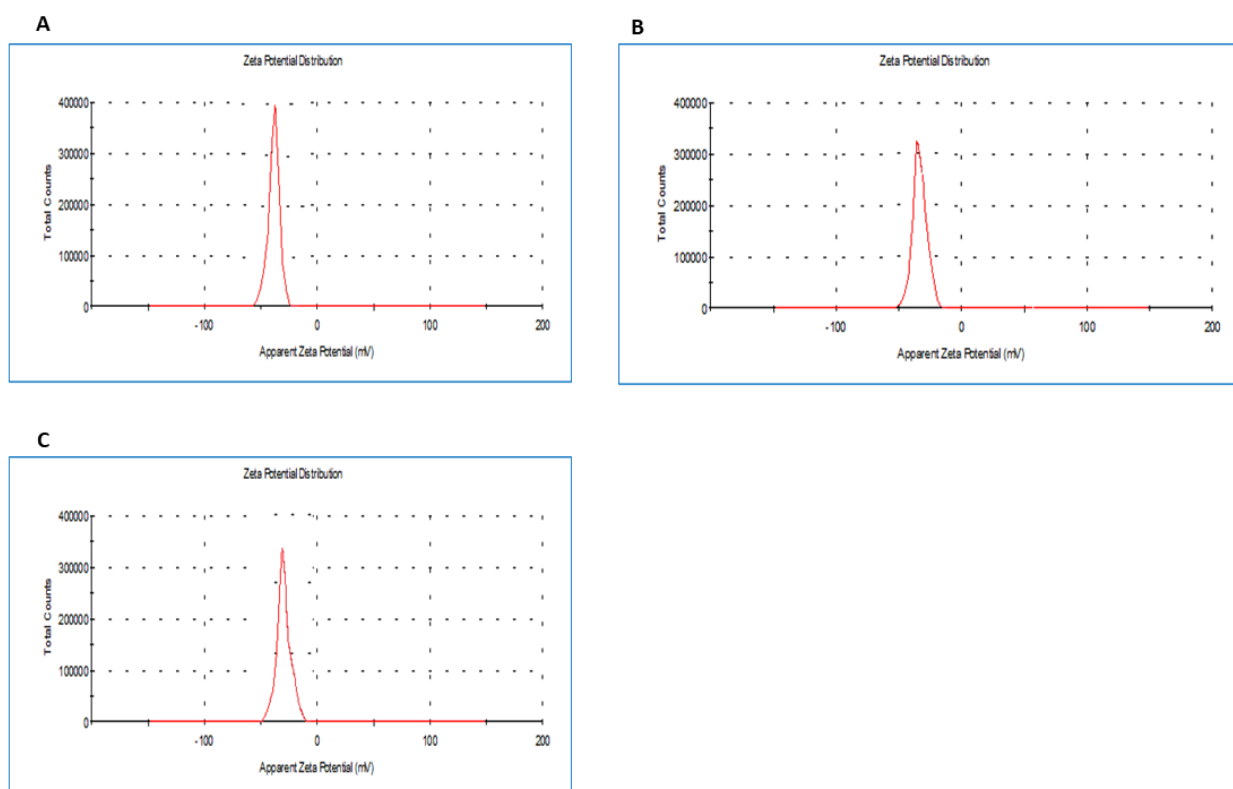 A
Zeta Potential Distribution
400000
300000
200000
100000
0
Total Counts
-100
0
100
200
Apparent Zeta Potential (mV)
B
Zeta Potential Distribution
400000
300000
200000
100000
0
Total Counts
-100
0
100
200
Apparent Zeta Potential (mV)
C
Zeta Potential Distribution
400000
300000
200000
100000
0
Total Counts
-100
0
100
200
Apparent Zeta Potential (mV)